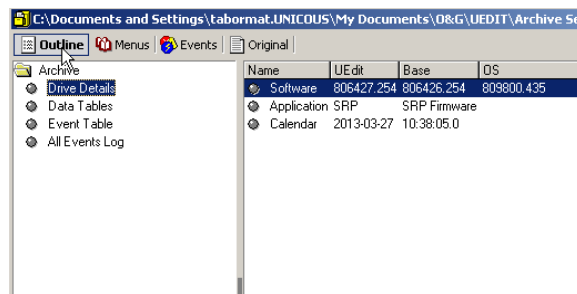 C:\Documents and Settings\tabormat.UNICOUS\My Documents\O&G\UEDIT\Archive Se
Outline Menus Events Original
Archive
Drive Details
Data Tables
Event Table
All Events Log
Name UEdit Base OS
Software 806427.254 806426.254 809800.435
Application SRP SRP Firmware
Calendar 2013-03-27 10:38:05.0